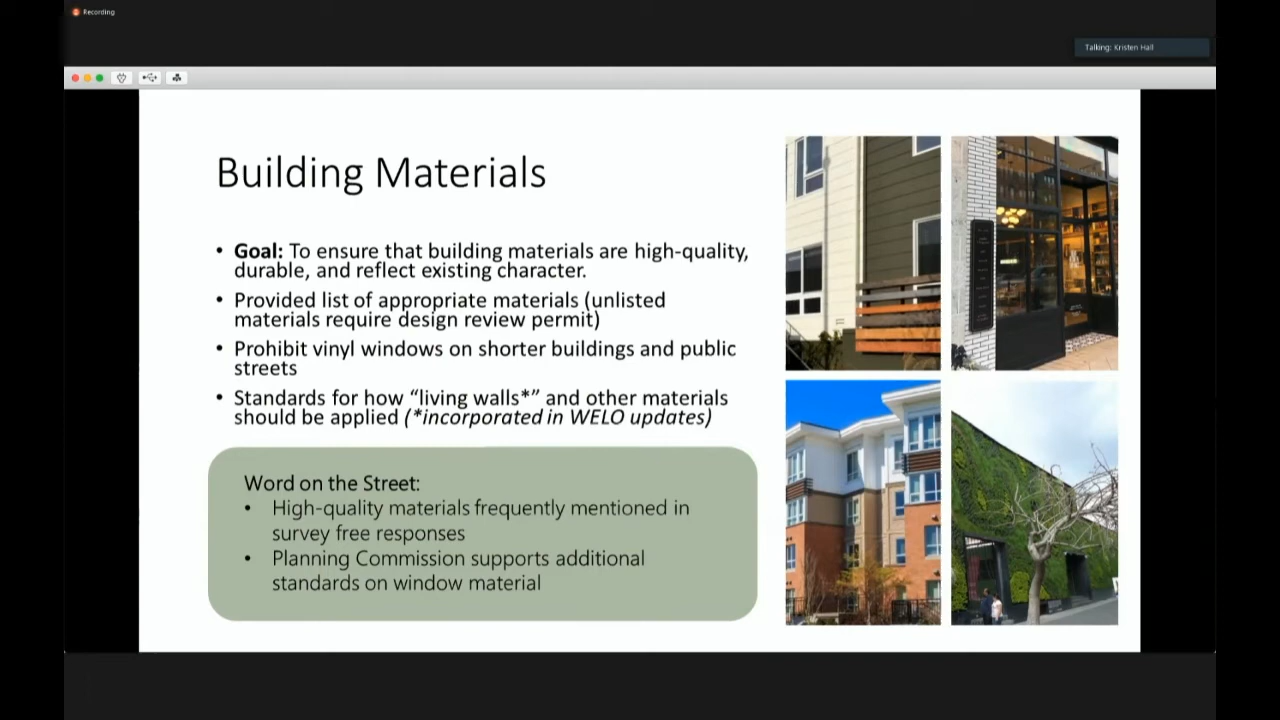 Recording
Talking: Kristen Hall
Building Materials
• Goal: To ensure that building materials are high-quality,
durable, and reflect existing character.
• Provided list of appropriate materials (unlisted
materials require design review permit)
• Prohibit vinyl windows on shorter buildings and public
streets
• Standards for how “living walls*” and other materials
should be applied (*incorporated in WELO updates)
Word on the Street:
• High-quality materials frequently mentioned in
survey free responses
• Planning Commission supports additional
standards on window material